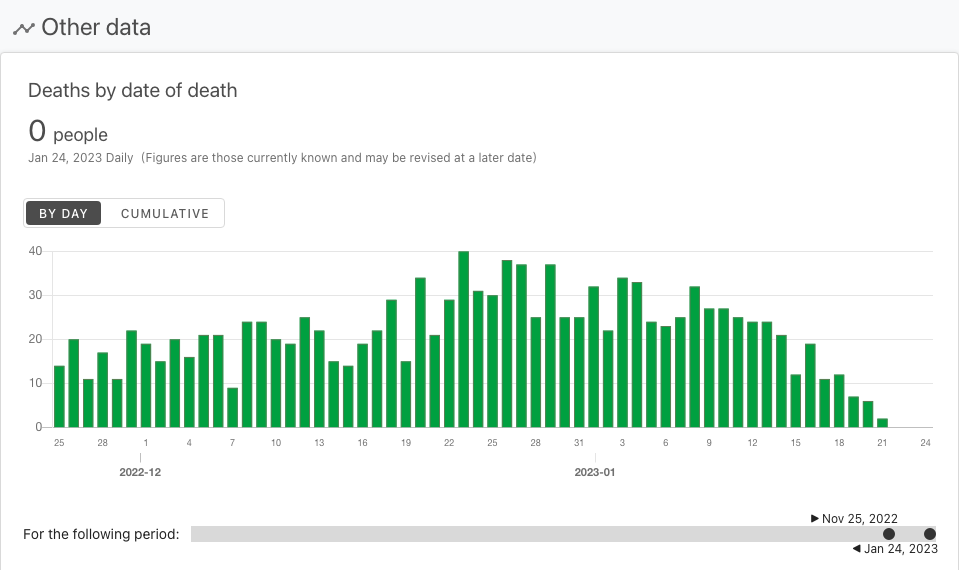 Other data
Deaths by date of death
0 people
Jan 24, 2023 Daily (Figures are those currently known and may be revised at a later date)
BY DAY CUMULATIVE
40
30
20
10
0
25 28 1 4 7 10 13 16 19 22 25 28 31 3 6 9 12 15 18 21 24
2022-12 2023-01
▶ Nov 25, 2022
For the following period:
◀ Jan 24, 2023